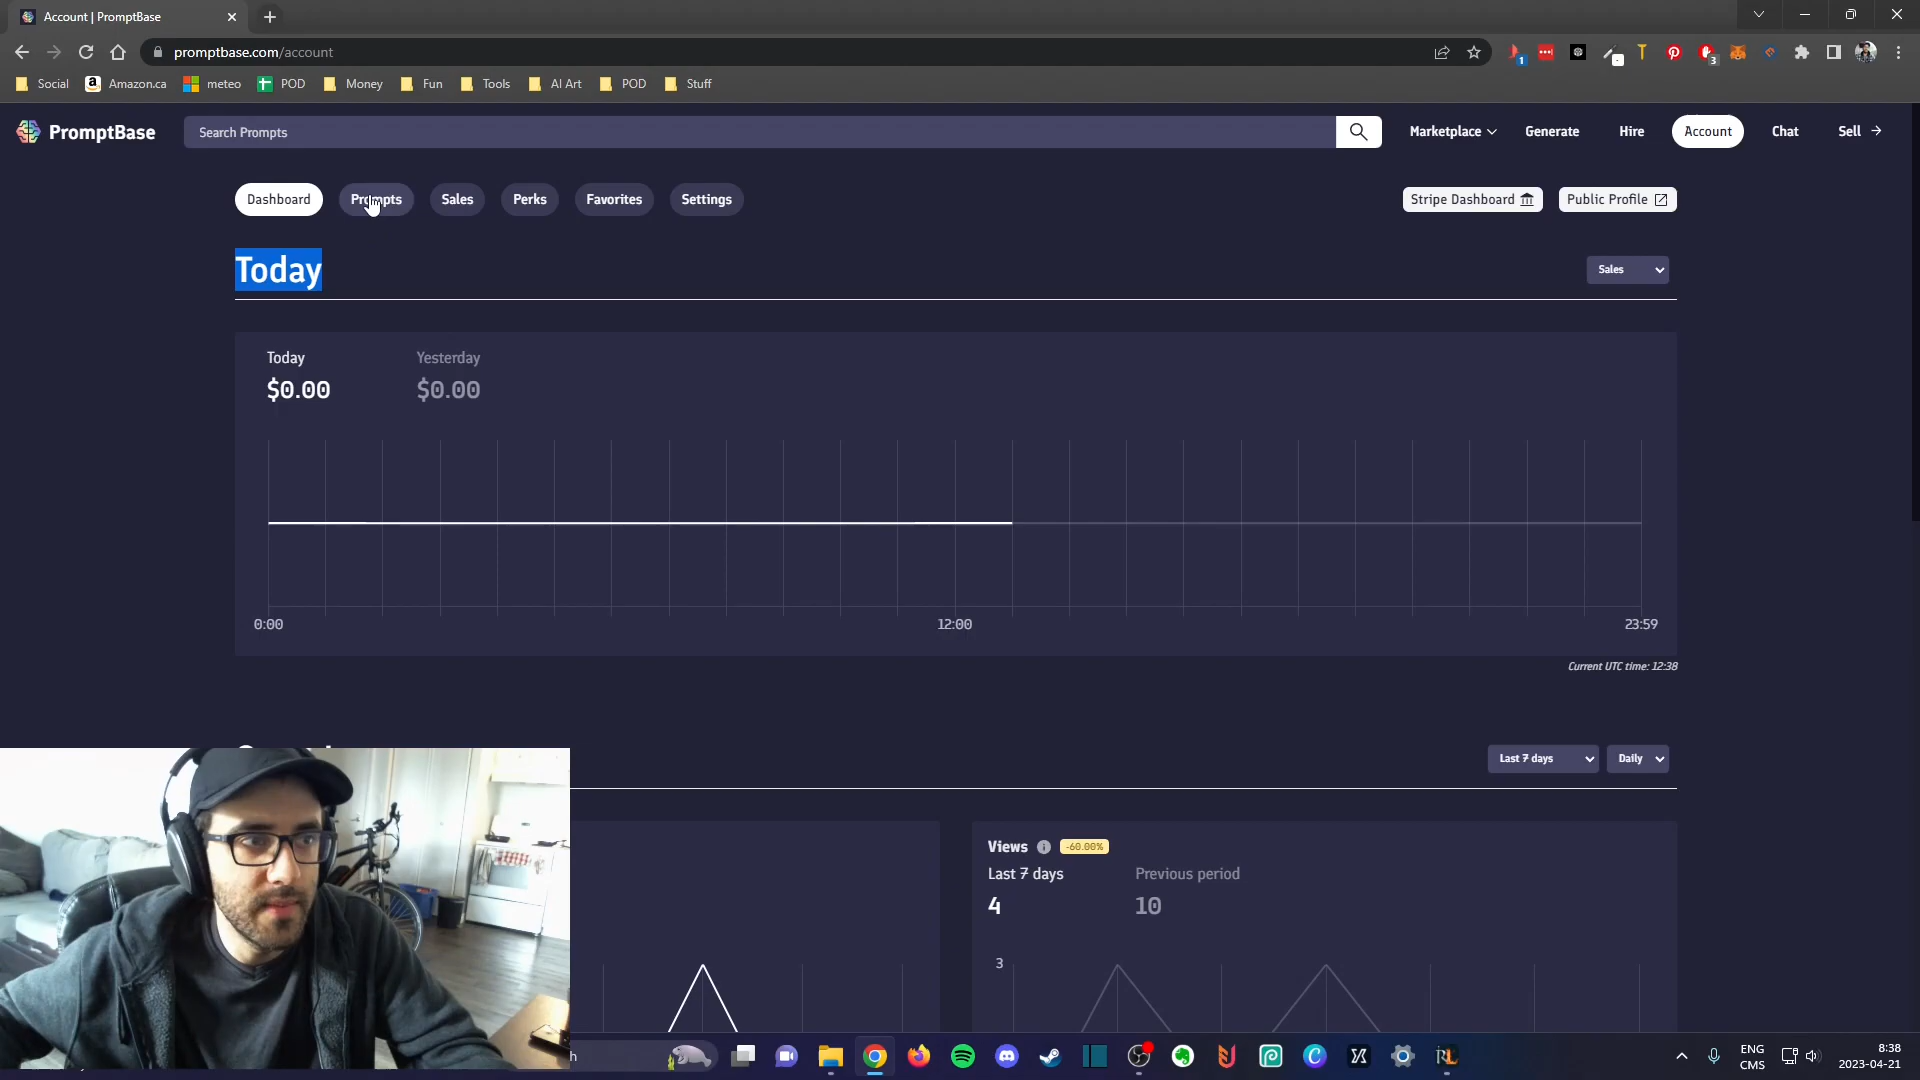 Account | PromptBase
promptbase.com/account
Social
Amazon.ca
meteo
POD
Money
Fun
Tools
AI Art
POD
Stuff
1
3
PromptBase
Search Prompts
Marketplace
Generate
Hire
Account
Chat
Sell
Dashboard
Prompts
Sales
Perks
Favorites
Settings
Stripe Dashboard
Public Profile
Today
Sales
Today
Yesterday
$0.00
$0.00
0:00
12:00
23:59
Current UTC time: 12:38
Last 7 days
Daily
Views
-60.00%
Last 7 days
Previous period
4
10
3
h
ENG
CMS
8:38
2023-04-21